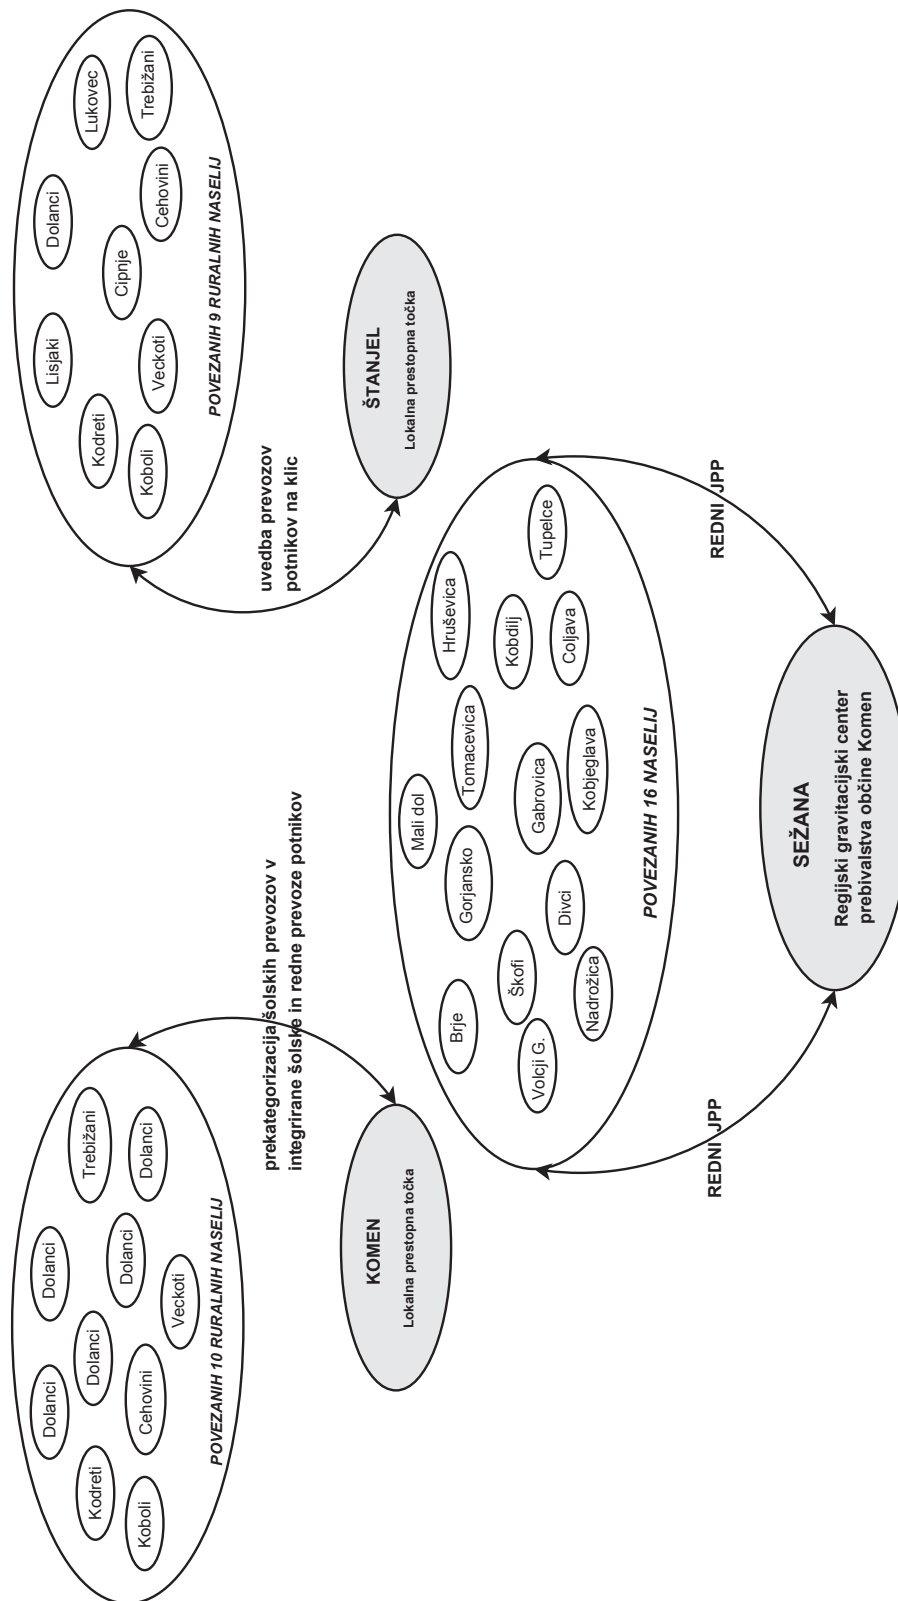 Dolanci
Dolanci
Trebižani
Kodreti
Dolanci
Dolanci
Dolanci
Koboli
Cehovini
Veckoti
POVEZANIH 10 RURALNIH NASELIJ
Lisjaki
Dolanci
Lukovec
Kodreti
Cipnje
Trebižani
Koboli
Veckoti
Cehovini
POVEZANIH 9 RURALNIH NASELIJ
prekategorizacija šolskih prevozov v
integrirane šolske in redne prevoze potnikov
uvedba prevozov
potnikov na klic
KOMEN
Lokalna prestopna točka
ŠTANJEL
Lokalna prestopna točka
Mali dol
Brje
Gorjansko
Tomacevica
Hruševica
Škofi
Volcji G.
Gabrovica
Kobdilj
Tupelce
Divci
Nadrožica
Kobjeglava
Coljava
POVEZANIH 16 NASELIJ
REDNI JPP
REDNI JPP
SEŽANA
Regijski gravitacijski center
prebivalstva občine Komen